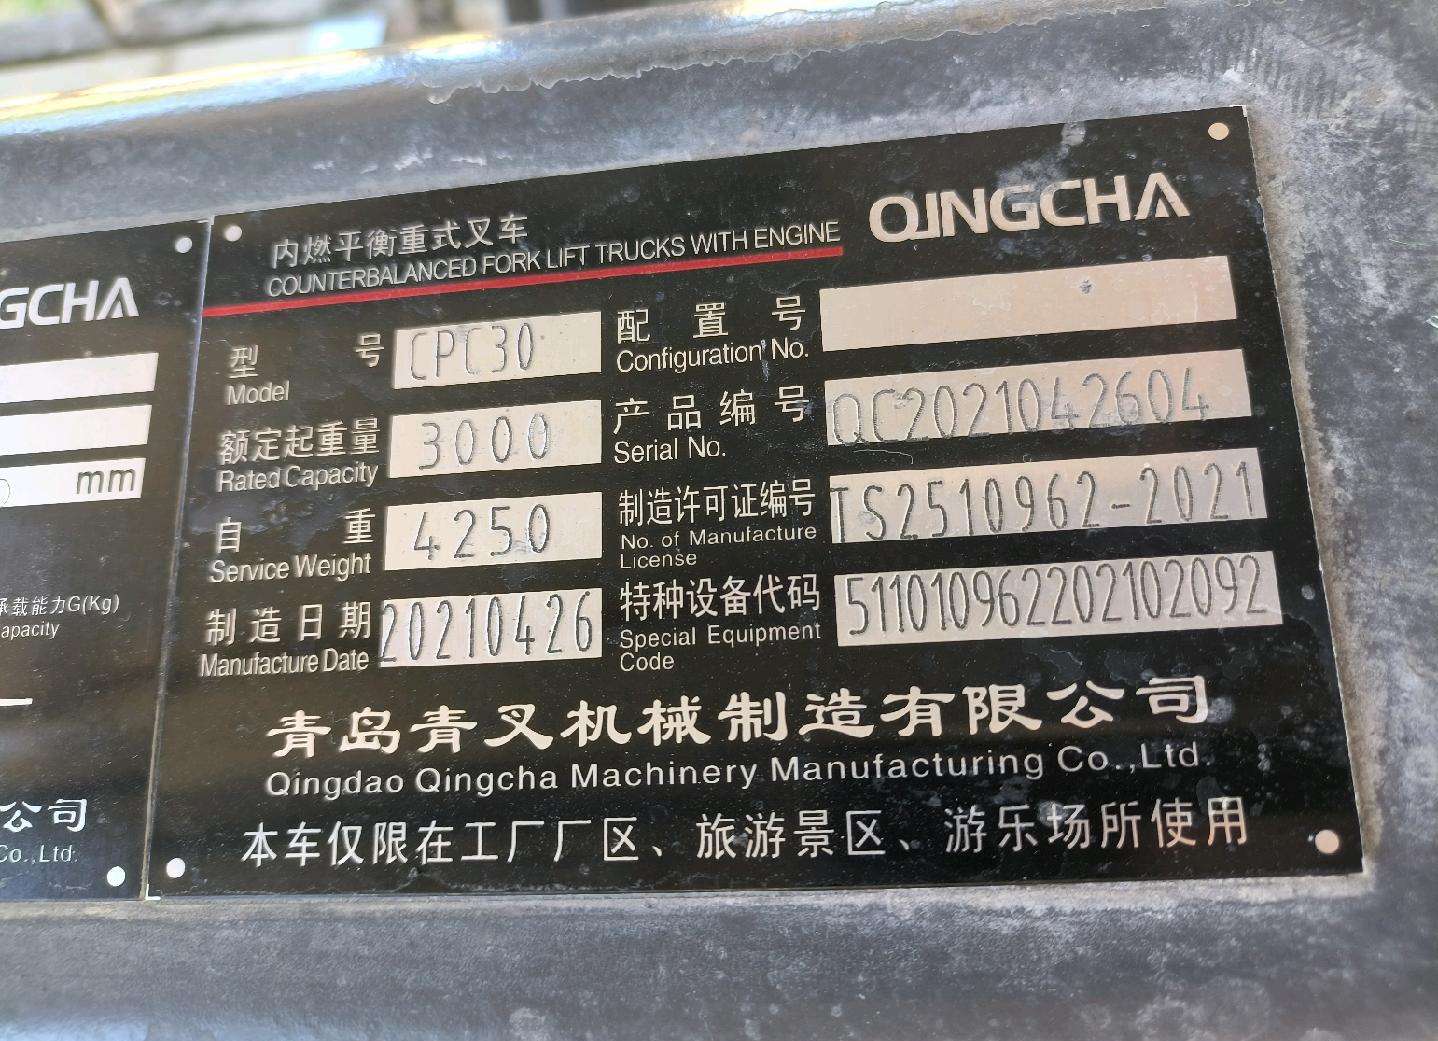 GCHA
mm
承载能力G(Kg)
apacity
公司
Co.,Ltd.
内燃平衡重式叉车
COUNTERBALANCED FORK LIFT TRUCKS WITH ENGINE
QINGCHA
型号 CPC30
Model
额定起重量 3000
Rated Capacity
自重 4250
Service Weight
制造日期 20210426
Manufacture Date
配置号
Configuration No.
产品编号 QC2021042604
Serial No.
制造许可证编号 TS2510962-2021
No. of Manufacture
License
特种设备代码 511010962202102092
Special Equipment
Code
青岛青叉机械制造有限公司
Qingdao Qingcha Machinery Manufacturing Co.,Ltd.
本车仅限在工厂厂区、旅游景区、游乐场所使用